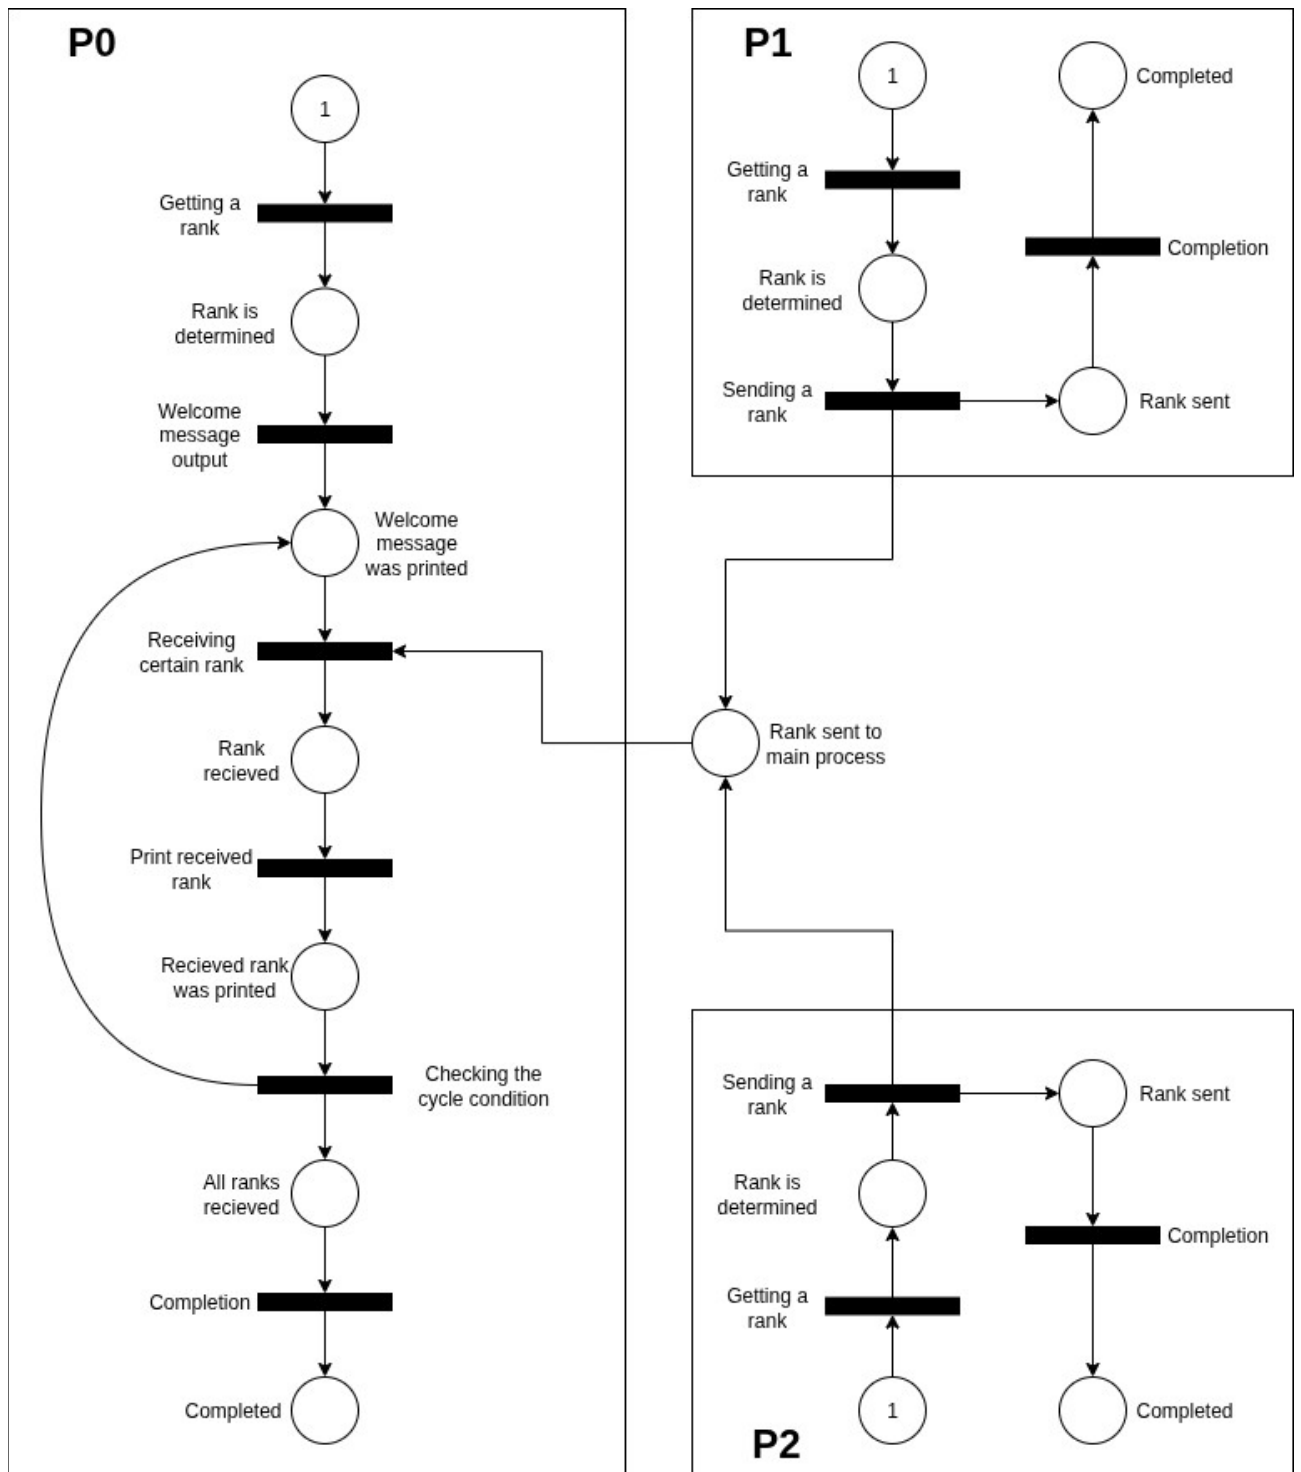 P0
1
Getting a
rank
Rank is
determined
Welcome
message
output
Welcome
message
was printed
Receiving
certain rank
Rank
recieved
Print received
rank
Recieved rank
was printed
Checking the
cycle condition
All ranks
recieved
Completion
Completed
P1
1
Completed
Getting a
rank
Completion
Rank is
determined
Sending a
rank
Rank sent
Rank sent to
main process
Sending a
rank
Rank sent
Rank is
determined
Completion
Getting a
rank
1
Completed
P2